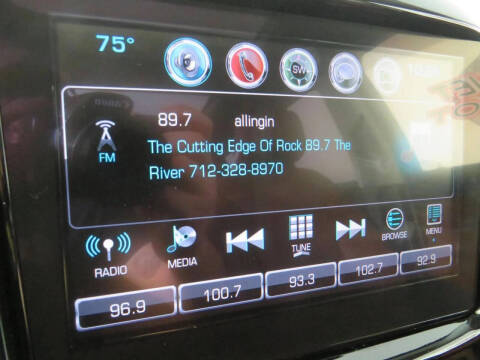 75°
SW
89.7 allingin
FM
The Cutting Edge Of Rock 89.7 The
River 712-328-8970
RADIO
MEDIA
TUNE
BROWSE
MENU
96.9
100.7
93.3
102.7
92.9